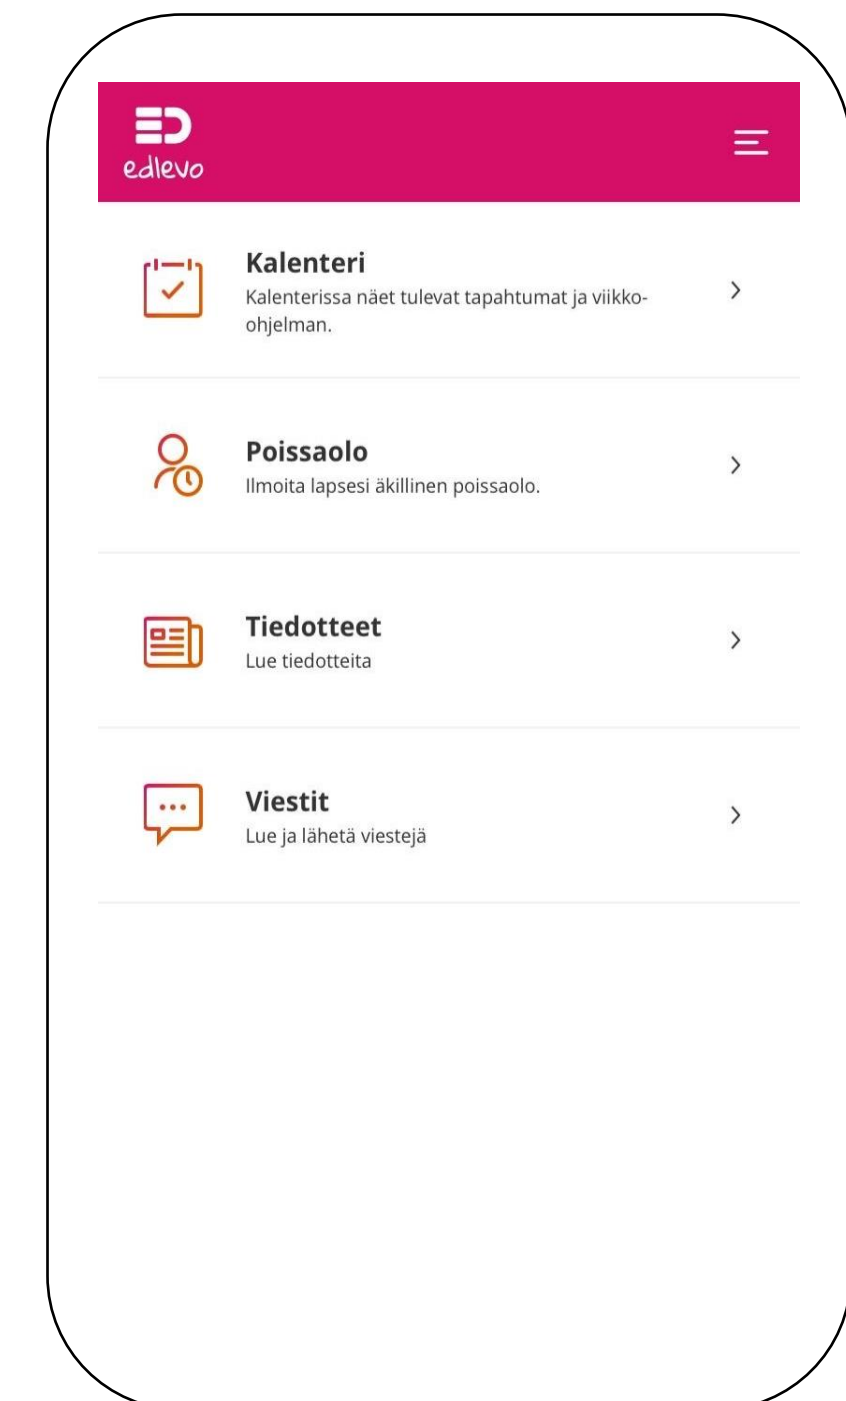 edlevo
Kalenteri
Kalenterissa näet tulevat tapahtumat ja viikko-
ohjelman.
Poissaolo
Ilmoita lapsesi äkillinen poissaolo.
Tiedotteet
Lue tiedotteita
Viestit
Lue ja lähetä viestejä